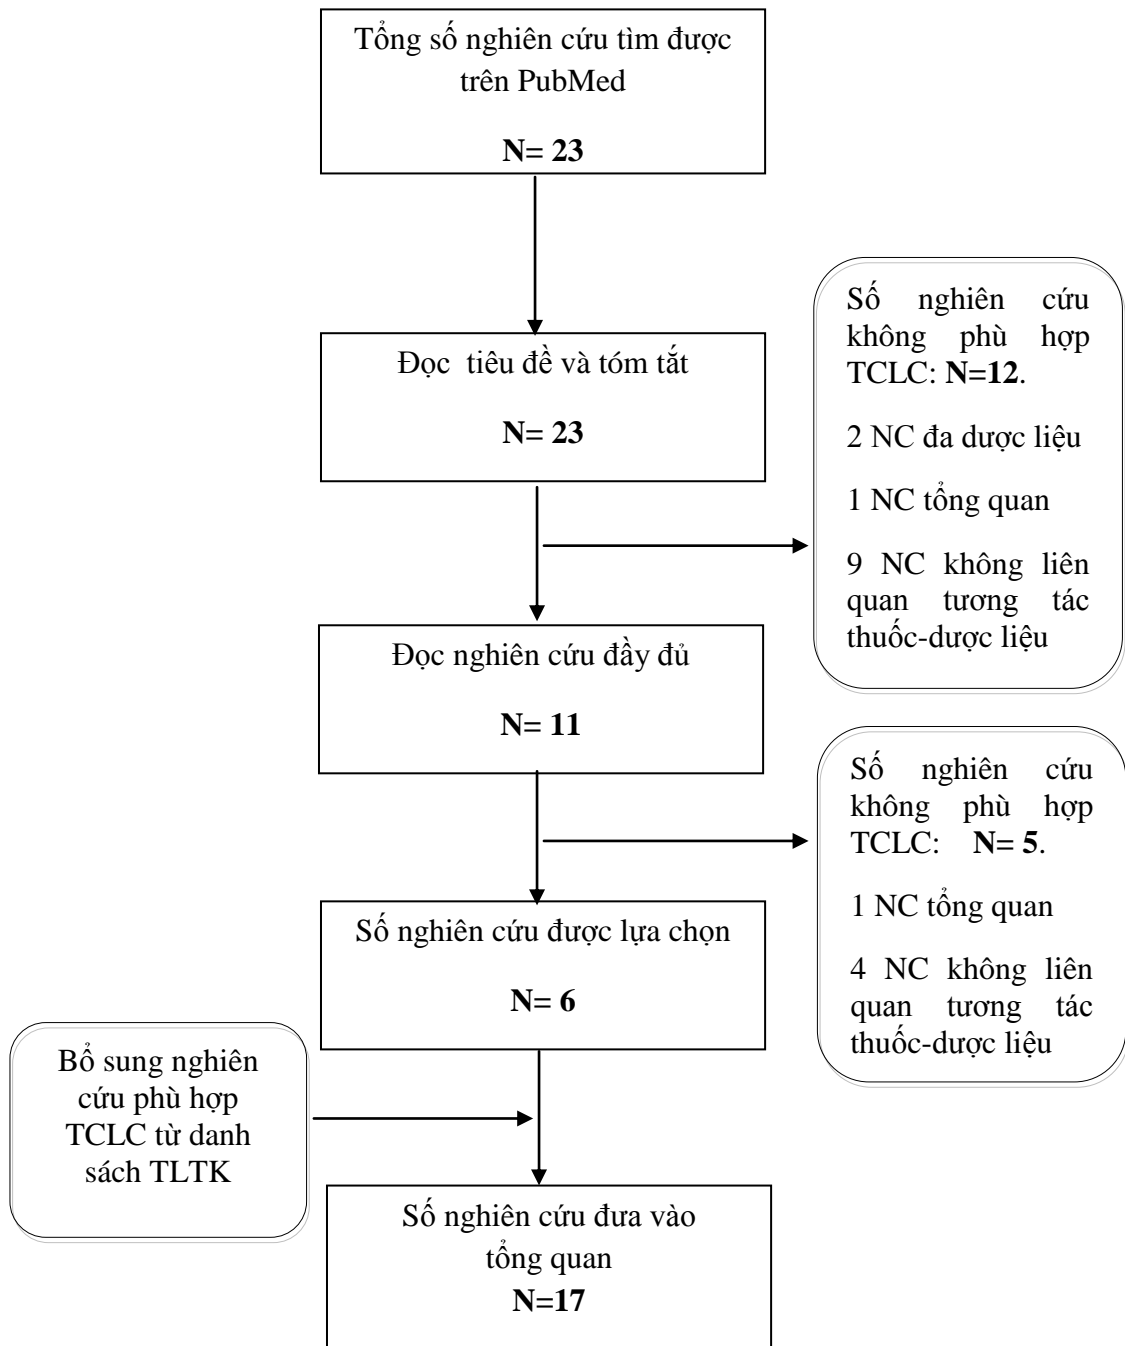 Tổng số nghiên cứu tìm được
trên PubMed
N= 23
Đọc tiêu đề và tóm tắt
N= 23
Số nghiên cứu
không phù hợp
TCLC: N=12.
2 NC đa dược liệu
1 NC tổng quan
9 NC không liên
quan tương tác
thuốc-dược liệu
Đọc nghiên cứu đầy đủ
N= 11
Số nghiên cứu
không phù hợp
TCLC: N= 5.
1 NC tổng quan
4 NC không liên
quan tương tác
thuốc-dược liệu
Số nghiên cứu được lựa chọn
N= 6
Bổ sung nghiên
cứu phù hợp
TCLC từ danh
sách TLTK
Số nghiên cứu đưa vào
tổng quan
N=17